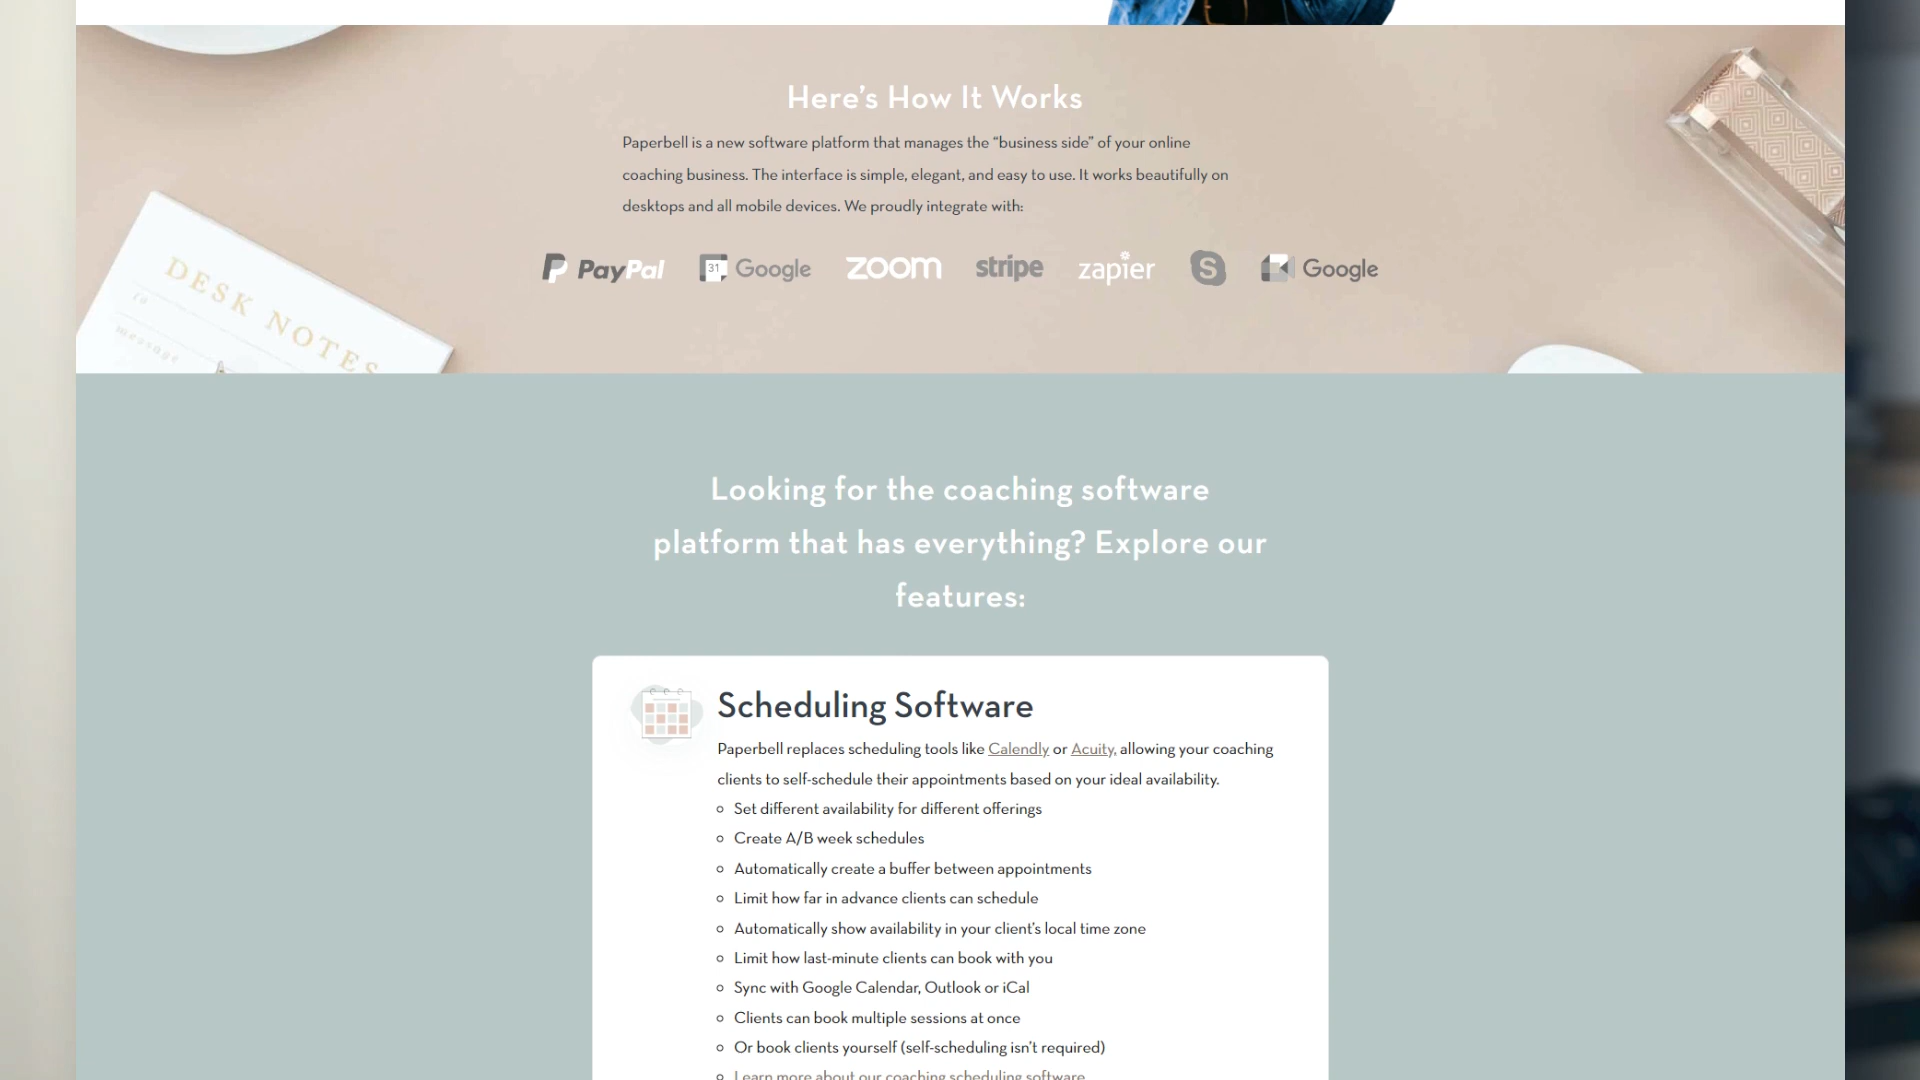 Here's How It Works
Paperbell is a new software platform that manages the “business side” of your online
coaching business. The interface is simple, elegant, and easy to use. It works beautifully on
desktops and all mobile devices. We proudly integrate with:
PayPal 31 Google zoom stripe zapier S Google
DESK NOTES
to
message
Looking for the coaching software
platform that has everything? Explore our
features:
Scheduling Software
Paperbell replaces scheduling tools like Calendly or Acuity, allowing your coaching
clients to self-schedule their appointments based on your ideal availability.
Set different availability for different offerings
Create A/B week schedules
Automatically create a buffer between appointments
Limit how far in advance clients can schedule
Automatically show availability in your client's local time zone
Limit how last-minute clients can book with you
Sync with Google Calendar, Outlook or iCal
Clients can book multiple sessions at once
Or book clients yourself (self-scheduling isn't required)
Learn more about our coaching scheduling software